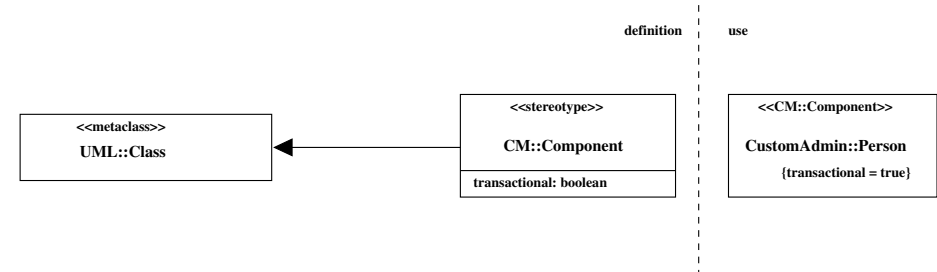 definition
use
<<metaclass>>
UML::Class
<<stereotype>>
CM::Component
transactional: boolean
<<CM::Component>>
CustomAdmin::Person
{transactional = true}